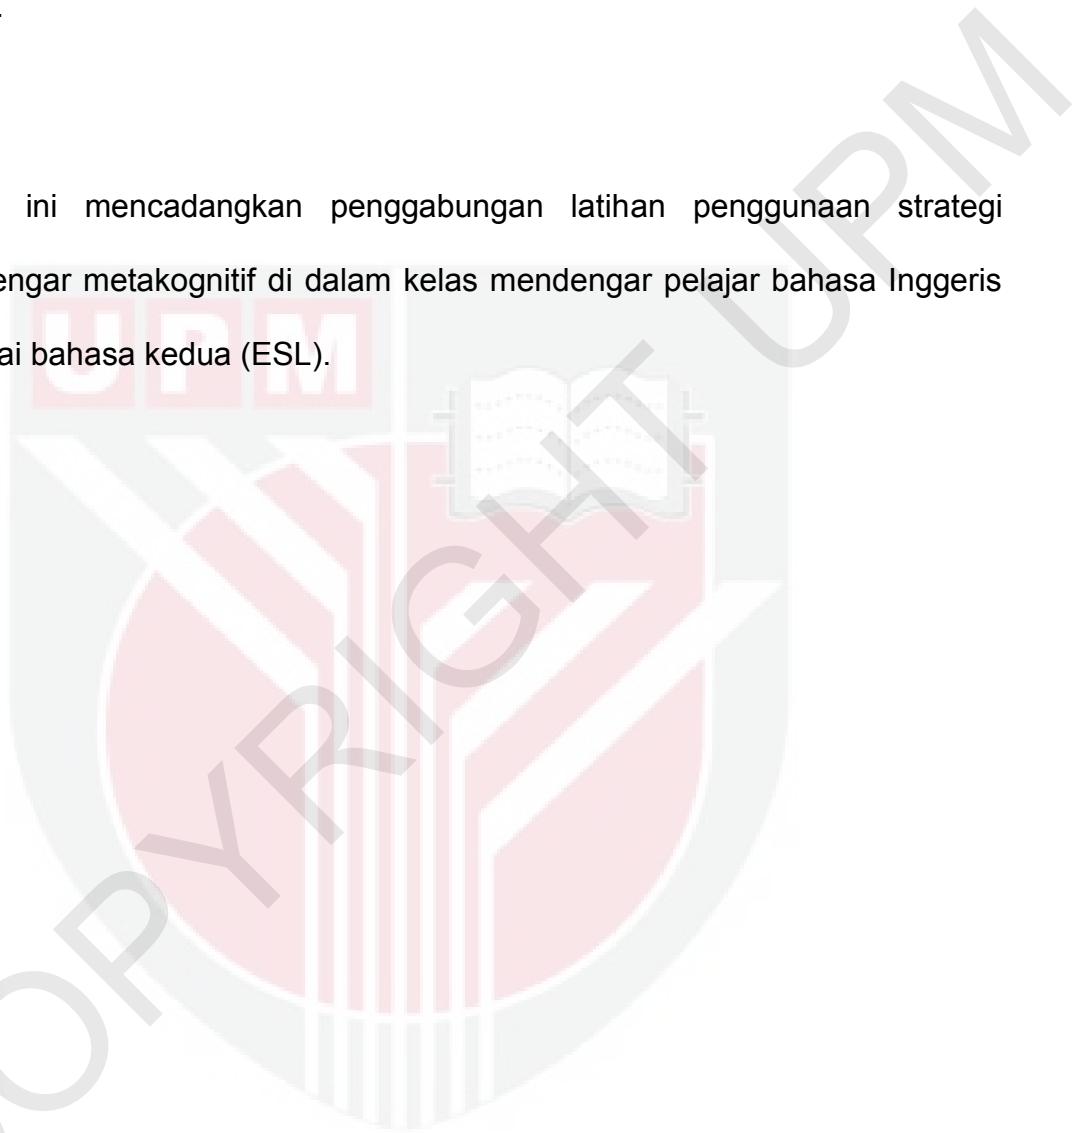 .
ini mencadangkan penggabungan latihan penggunaan strategi
engar metakognitif di dalam kelas mendengar pelajar bahasa Inggeris
ai bahasa kedua (ESL).
UPM
OPYRIGHT UPM